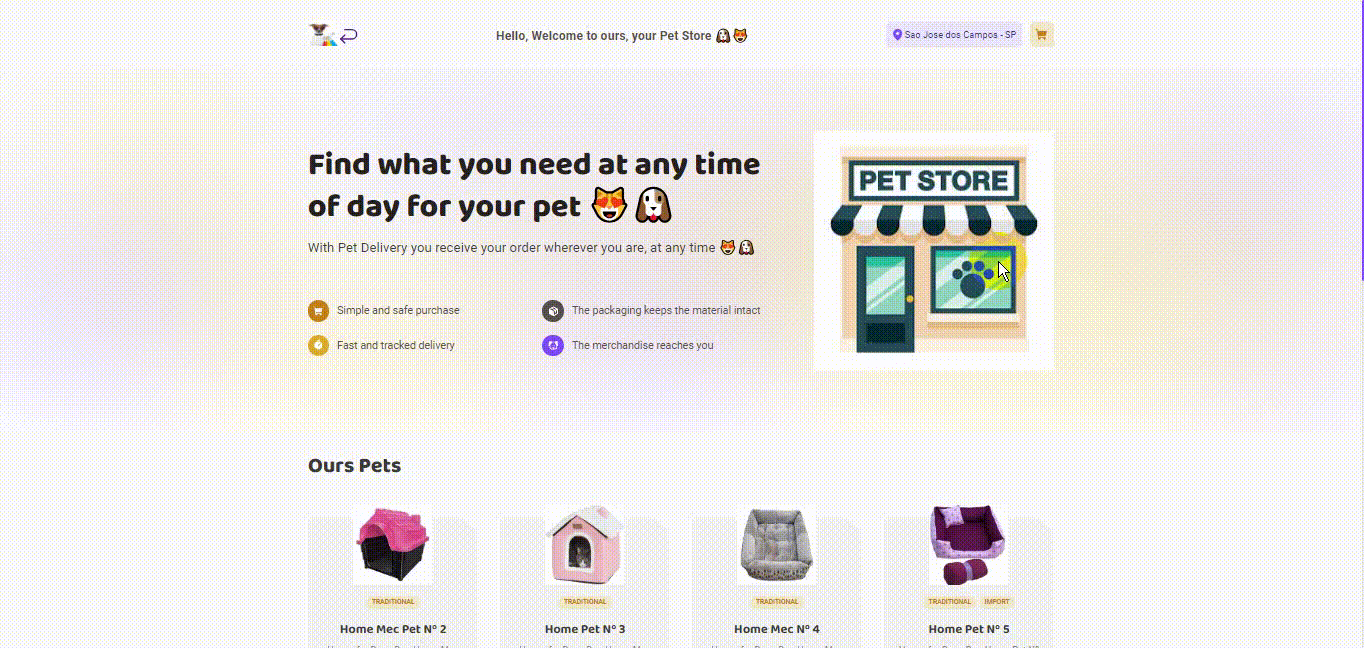 Hello, Welcome to ours, your Pet Store
Sao Jose dos Campos - SP
Find what you need at any time
of day for your pet
With Pet Delivery you receive your order wherever you are, at any time
Simple and safe purchase
The packaging keeps the material intact
Fast and tracked delivery
The merchandise reaches you
PET STORE
Ours Pets
TRADITIONAL
TRADITIONAL
TRADITIONAL
TRADITIONAL IMPORT
Home Mec Pet Nº 2
Home Pet Nº 3
Home Mec Nº 4
Home Pet Nº 5